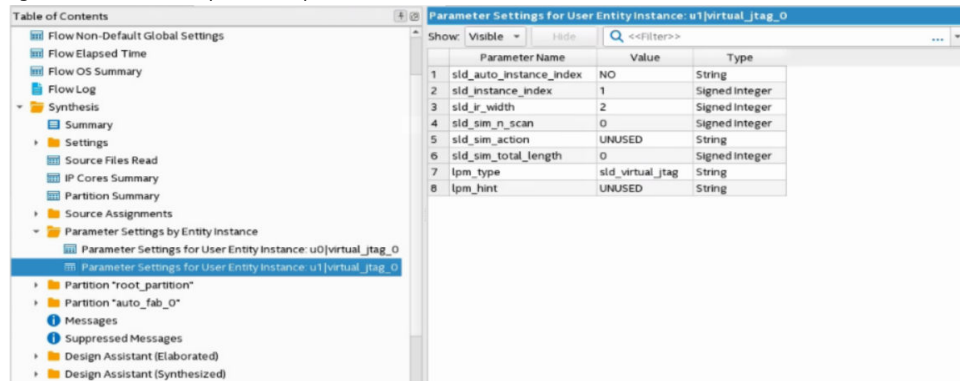 Table of Contents
Flow Non-Default Global Settings
Flow Elapsed Time
Flow OS Summary
Flow Log
Synthesis
Summary
Settings
Source Files Read
IP Cores Summary
Partition Summary
Source Assignments
Parameter Settings by Entity Instance
Parameter Settings for User Entity Instance: u0|virtual_jtag_0
Parameter Settings for User Entity Instance: u1|virtual_jtag_0
Partition "root_partition"
Partition "auto_fab_0"
Messages
Suppressed Messages
Design Assistant (Elaborated)
Design Assistant (Synthesized)
Parameter Settings for User Entity Instance: u1|virtual_jtag_0
Show: Visible Hide <<Filter>> ...
Parameter Name Value Type
1 sld_auto_instance_index NO String
2 sld_instance_index 1 Signed Integer
3 sld_ir_width 2 Signed Integer
4 sld_sim_n_scan 0 Signed Integer
5 sld_sim_action UNUSED String
6 sld_sim_total_length 0 Signed Integer
7 lpm_type sld_virtual_jtag String
8 lpm_hint UNUSED String